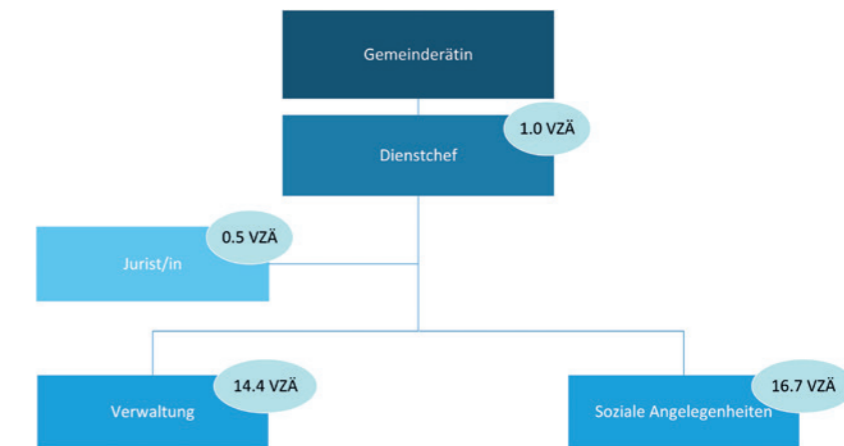 Gemeinderätin
1.0 VZÄ
Dienstchef
0.5 VZÄ
Jurist/in
14.4 VZÄ
Verwaltung
16.7 VZÄ
Soziale Angelegenheiten